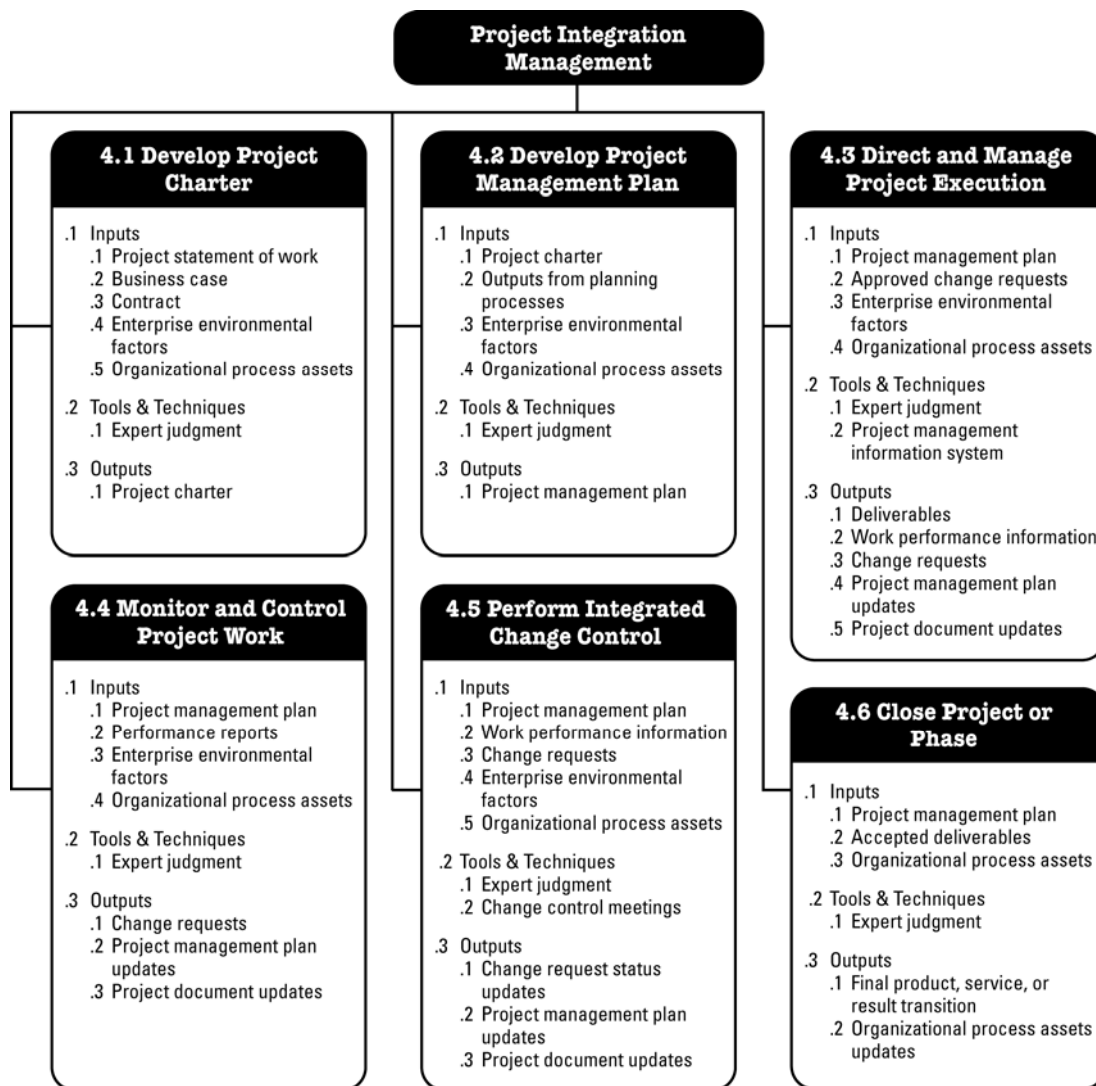 Project Integration
Management
4.1 Develop Project
Charter
.1 Inputs
.1 Project statement of work
.2 Business case
.3 Contract
.4 Enterprise environmental
factors
.5 Organizational process assets
.2 Tools & Techniques
.1 Expert judgment
.3 Outputs
.1 Project charter
4.2 Develop Project
Management Plan
.1 Inputs
.1 Project charter
.2 Outputs from planning
processes
.3 Enterprise environmental
factors
.4 Organizational process assets
.2 Tools & Techniques
.1 Expert judgment
.3 Outputs
.1 Project management plan
4.3 Direct and Manage
Project Execution
.1 Inputs
.1 Project management plan
.2 Approved change requests
.3 Enterprise environmental
factors
.4 Organizational process assets
.2 Tools & Techniques
.1 Expert judgment
.2 Project management
information system
.3 Outputs
.1 Deliverables
.2 Work performance information
.3 Change requests
.4 Project management plan
updates
.5 Project document updates
4.4 Monitor and Control
Project Work
.1 Inputs
.1 Project management plan
.2 Performance reports
.3 Enterprise environmental
factors
.4 Organizational process assets
.2 Tools & Techniques
.1 Expert judgment
.3 Outputs
.1 Change requests
.2 Project management plan
updates
.3 Project document updates
4.5 Perform Integrated
Change Control
.1 Inputs
.1 Project management plan
.2 Work performance information
.3 Change requests
.4 Enterprise environmental
factors
.5 Organizational process assets
.2 Tools & Techniques
.1 Expert judgment
.2 Change control meetings
.3 Outputs
.1 Change request status
updates
.2 Project management plan
updates
.3 Project document updates
4.6 Close Project or
Phase
.1 Inputs
.1 Project management plan
.2 Accepted deliverables
.3 Organizational process assets
.2 Tools & Techniques
.1 Expert judgment
.3 Outputs
.1 Final product, service, or
result transition
.2 Organizational process assets
updates